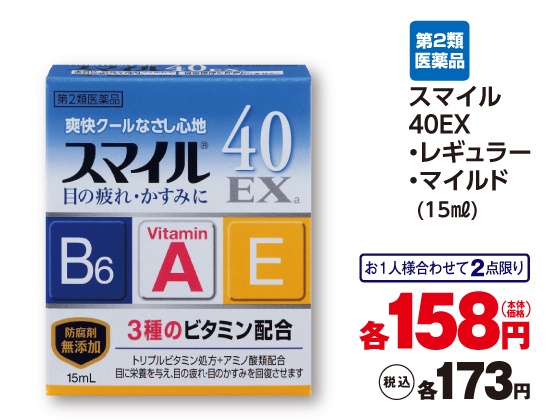 第2類医薬品
爽快クールなさし心地
スマイル®
40
EXa
目の疲れ・かすみに
B6
Vitamin
A
E
防腐剤
無添加
3種のビタミン配合
トリプルビタミン処方+アミノ酸類配合
目に栄養を与え、目の疲れ・目のかすみを回復させます
15mL
第2類
医薬品
スマイル
40EX
・レギュラー
・マイルド
(15㎖)
お1人様合わせて2点限り
各158円(本体価格)
税込 各173円